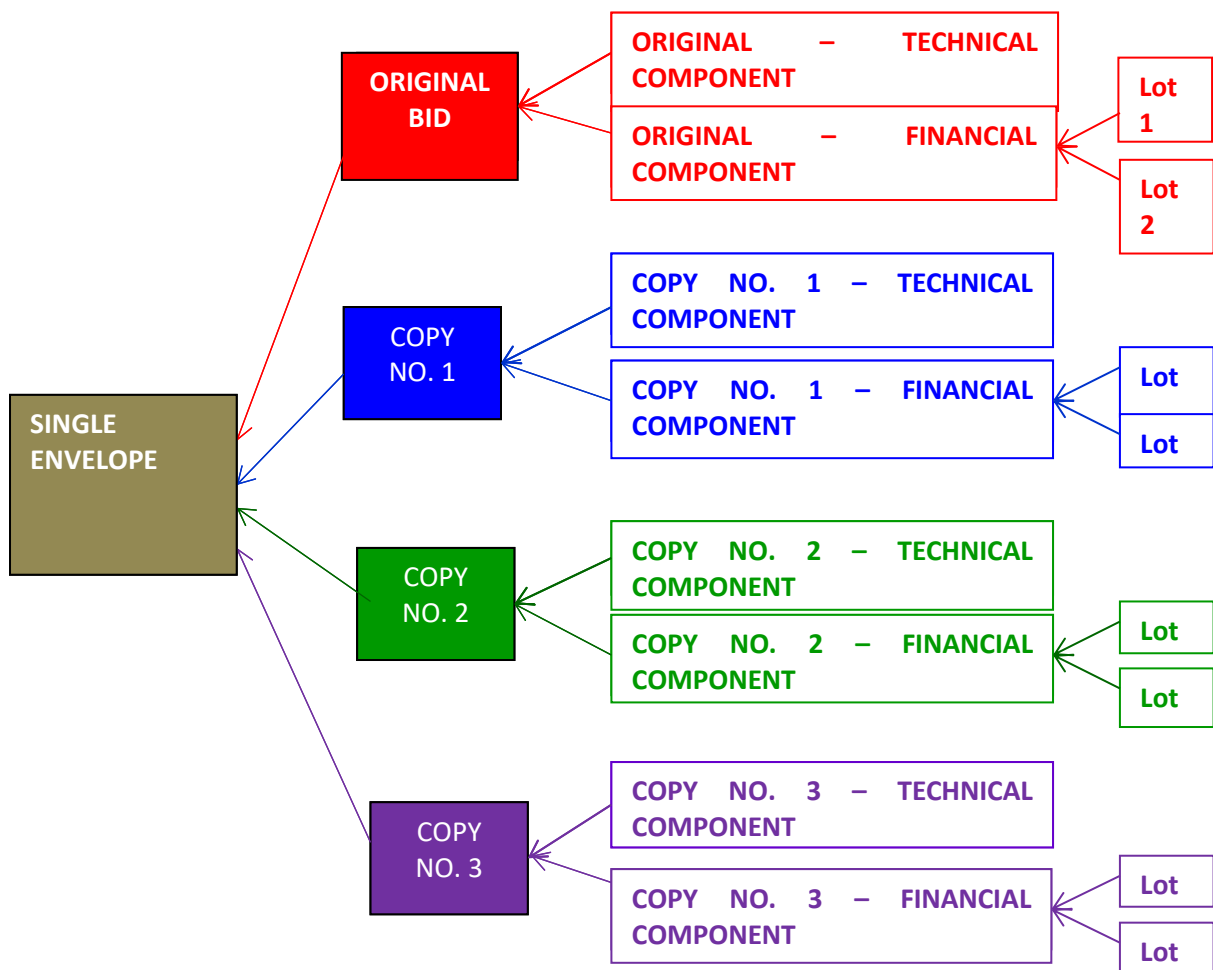 ORIGINAL – TECHNICAL
COMPONENT
ORIGINAL
BID
ORIGINAL – FINANCIAL
COMPONENT
Lot
1
Lot
2
COPY NO. 1 – TECHNICAL
COMPONENT
COPY
NO. 1
COPY NO. 1 – FINANCIAL
COMPONENT
Lot
Lot
SINGLE
ENVELOPE
COPY NO. 2 – TECHNICAL
COMPONENT
COPY
NO. 2
COPY NO. 2 – FINANCIAL
COMPONENT
Lot
Lot
COPY NO. 3 – TECHNICAL
COMPONENT
COPY
NO. 3
COPY NO. 3 – FINANCIAL
COMPONENT
Lot
Lot